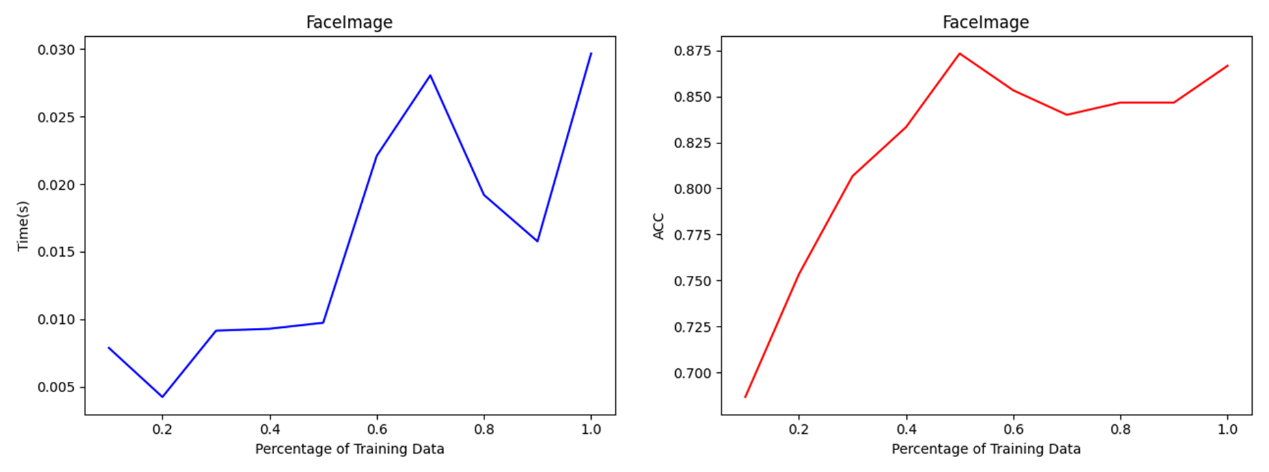 FaceImage
0.030
0.025
0.020
0.015
0.010
0.005
Time(s)
0.2 0.4 0.6 0.8 1.0
Percentage of Training Data
FaceImage
0.875
0.850
0.825
0.800
0.775
0.750
0.725
0.700
ACC
0.2 0.4 0.6 0.8 1.0
Percentage of Training Data